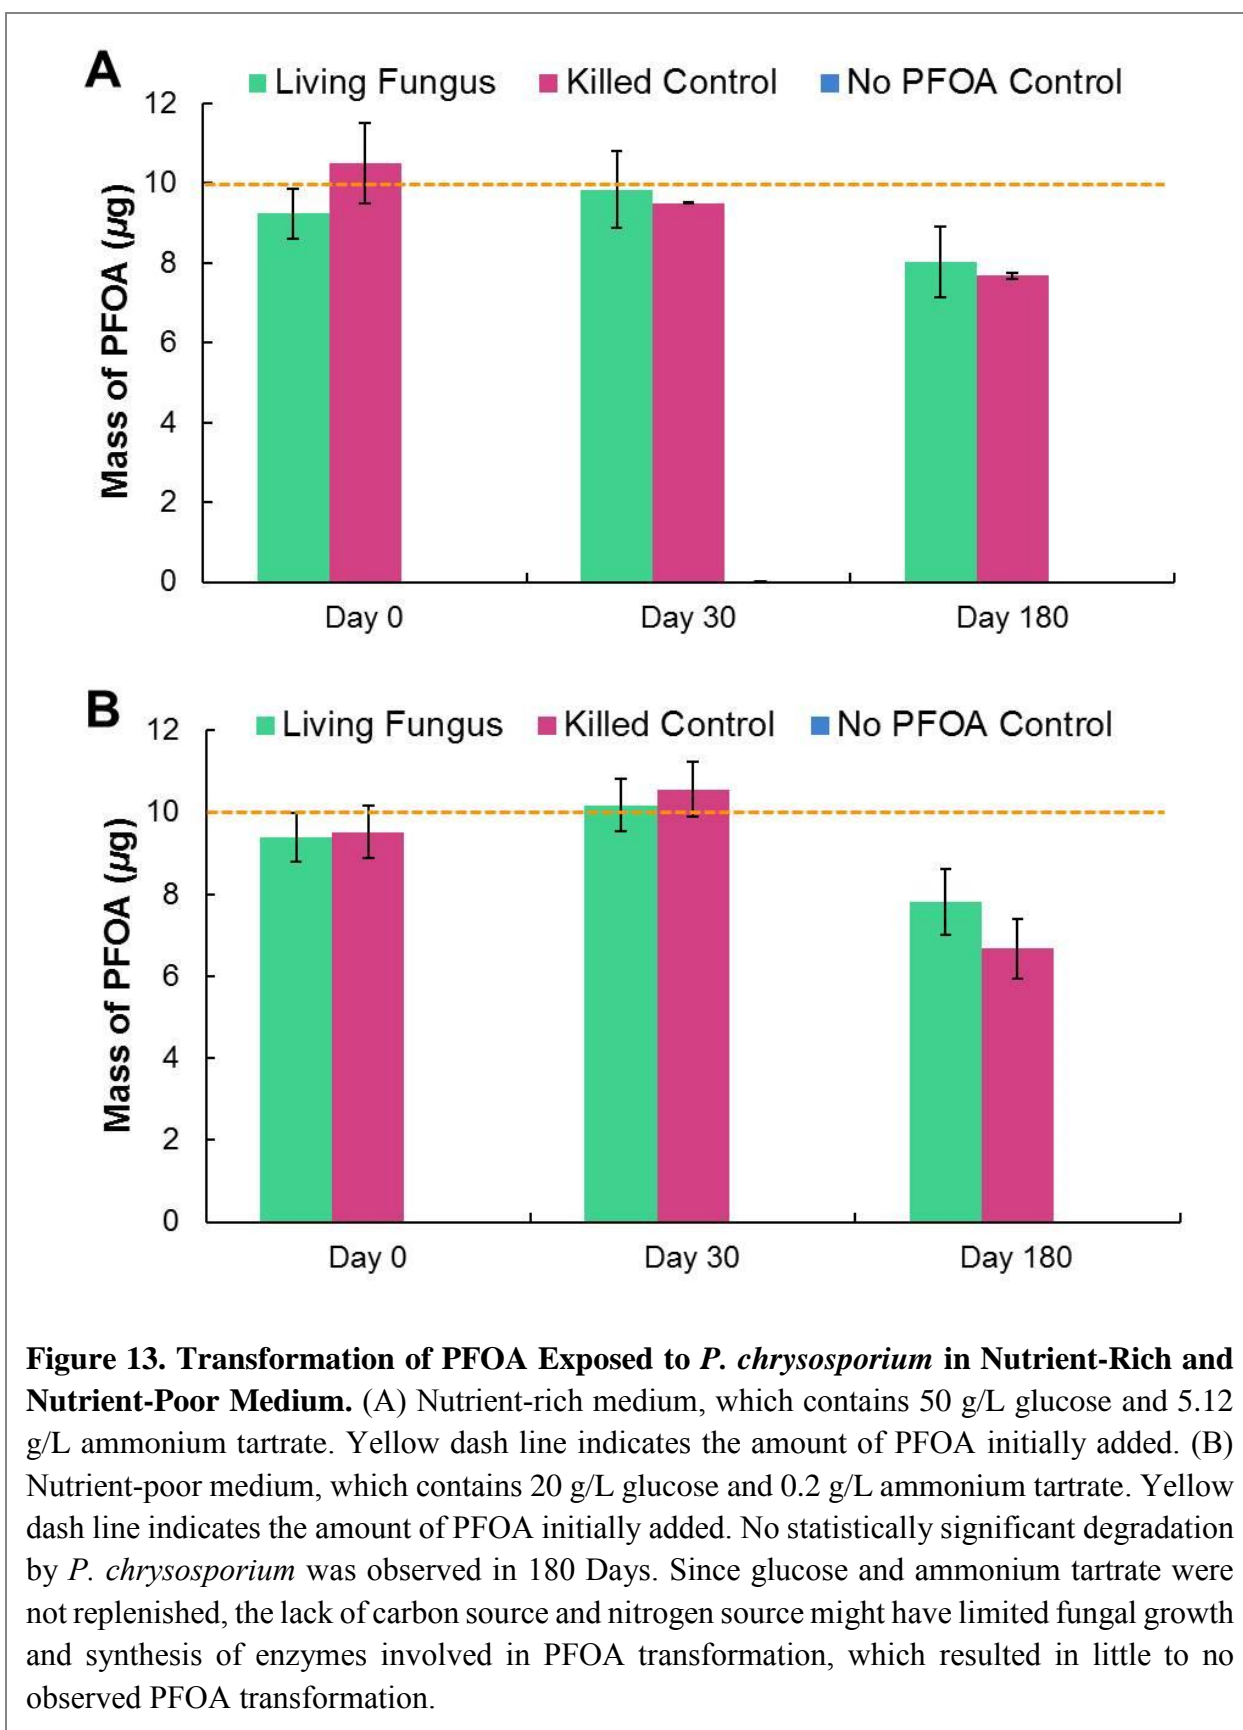 A
Living Fungus Killed Control No PFOA Control
12
10
8
6
4
2
0
Mass of PFOA (µg)
Day 0 Day 30 Day 180
B
Living Fungus Killed Control No PFOA Control
12
10
8
6
4
2
0
Mass of PFOA (µg)
Day 0 Day 30 Day 180
Figure 13. Transformation of PFOA Exposed to P. chrysosporium in Nutrient-Rich and
Nutrient-Poor Medium. (A) Nutrient-rich medium, which contains 50 g/L glucose and 5.12
g/L ammonium tartrate. Yellow dash line indicates the amount of PFOA initially added. (B)
Nutrient-poor medium, which contains 20 g/L glucose and 0.2 g/L ammonium tartrate. Yellow
dash line indicates the amount of PFOA initially added. No statistically significant degradation
by P. chrysosporium was observed in 180 Days. Since glucose and ammonium tartrate were
not replenished, the lack of carbon source and nitrogen source might have limited fungal growth
and synthesis of enzymes involved in PFOA transformation, which resulted in little to no
observed PFOA transformation.